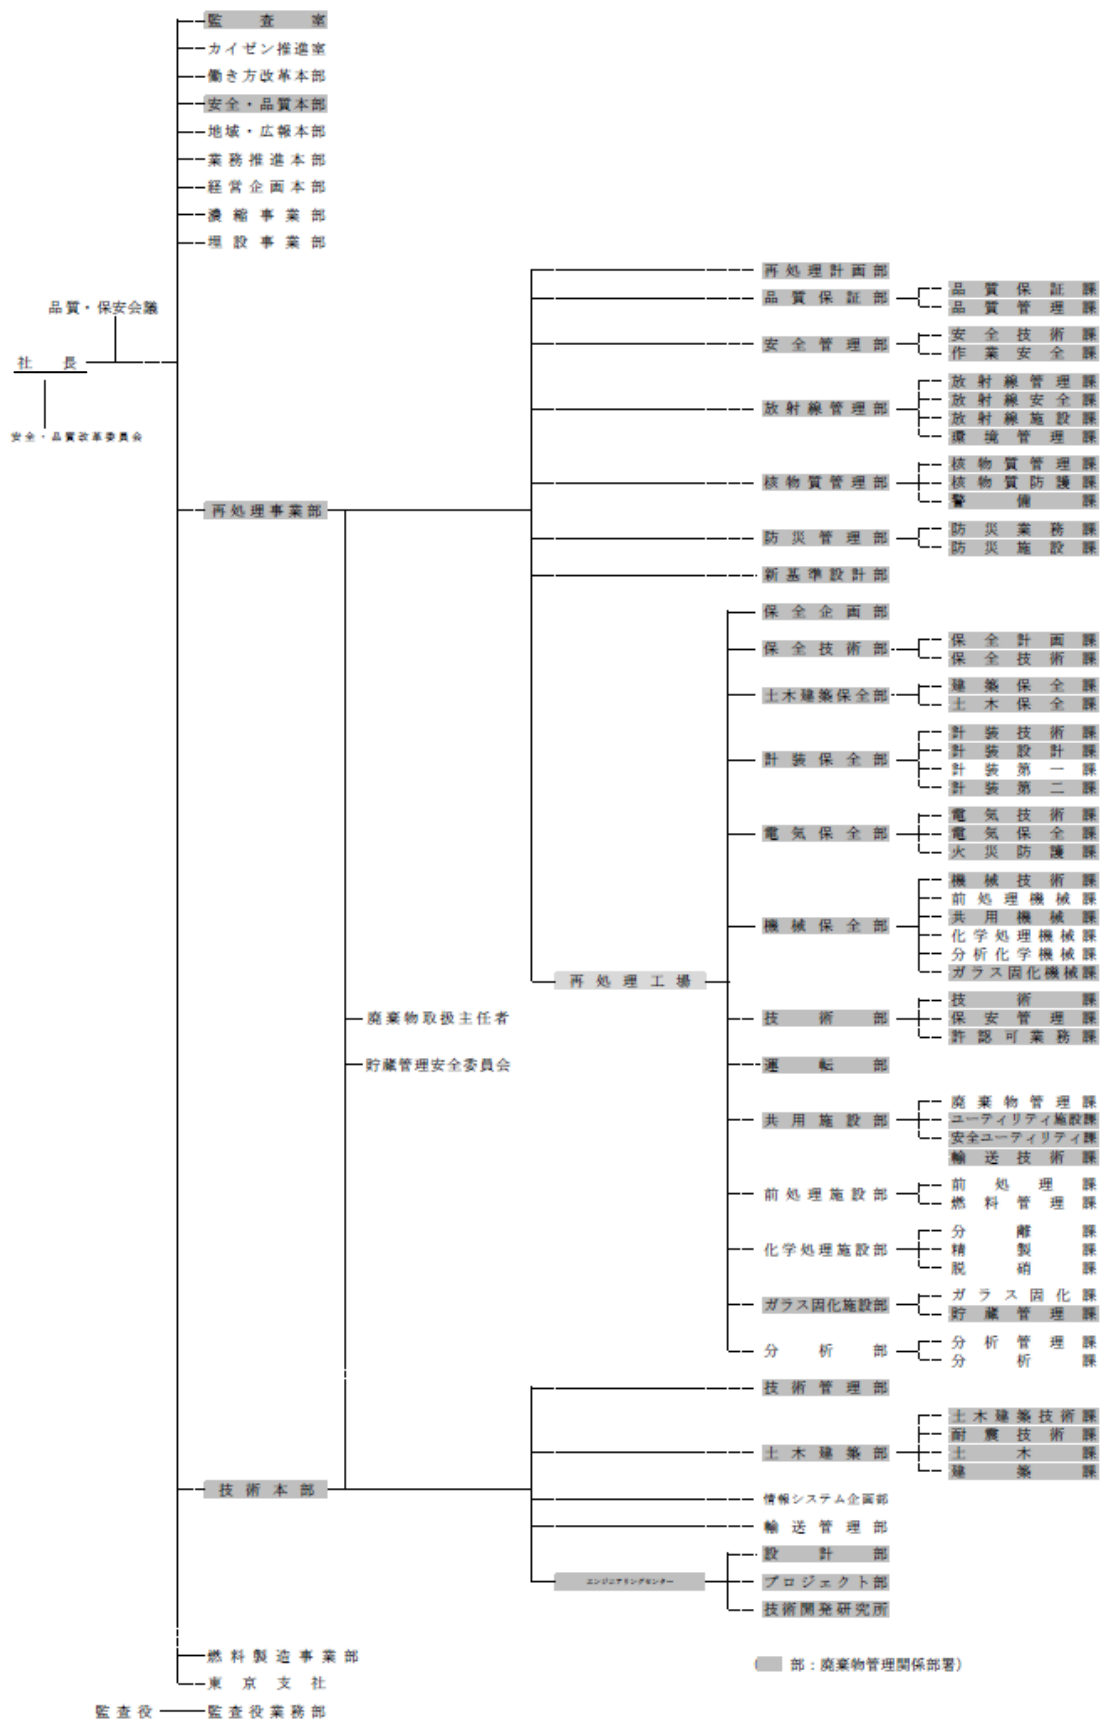 監査室
カイゼン推進室
働き方改革本部
安全・品質本部
地域・広報本部
業務推進本部
経営企画本部
濃縮事業部
埋設事業部
品質・保安会議
社長
安全・品質改革委員会
再処理事業部
再処理計画部
品質保証部
品質保証課
品質管理課
安全管理部
安全技術課
作業安全課
放射線管理部
放射線管理課
放射線安全課
放射線施設課
環境管理課
核物質管理部
核物質管理課
核物質防護課
警備課
防災管理部
防災業務課
防災施設課
新基準設計部
再処理工場
保全企画部
保全技術部
保全計画課
保全技術課
土木建築保全部
建築保全課
土木保全課
計装保全部
計装技術課
計装設計課
計装第一課
計装第二課
電気保全部
電気技術課
電気保全課
火災防護課
機械保全部
機械技術課
前処理機械課
共用機械課
化学処理機械課
分析化学機械課
ガラス固化機械課
技術部
技術課
保安管理課
許認可業務課
運転部
共用施設部
廃棄物管理課
ユーティリティ施設課
安全ユーティリティ課
輸送技術課
前処理施設部
前処理課
燃料管理課
化学処理施設部
分離課
精製課
脱硝課
ガラス固化施設部
ガラス固化課
貯蔵管理課
分析部
分析管理課
分析課
廃棄物取扱主任者
貯蔵管理安全委員会
技術本部
技術管理部
土木建築部
土木建築技術課
耐震技術課
土木課
建築課
情報システム企画部
輸送管理部
エンジニアリングセンター
設計部
プロジェクト部
技術開発研究所
燃料製造事業部
東京支社
監査役
監査役業務部
( 部：廃棄物管理関係部署)